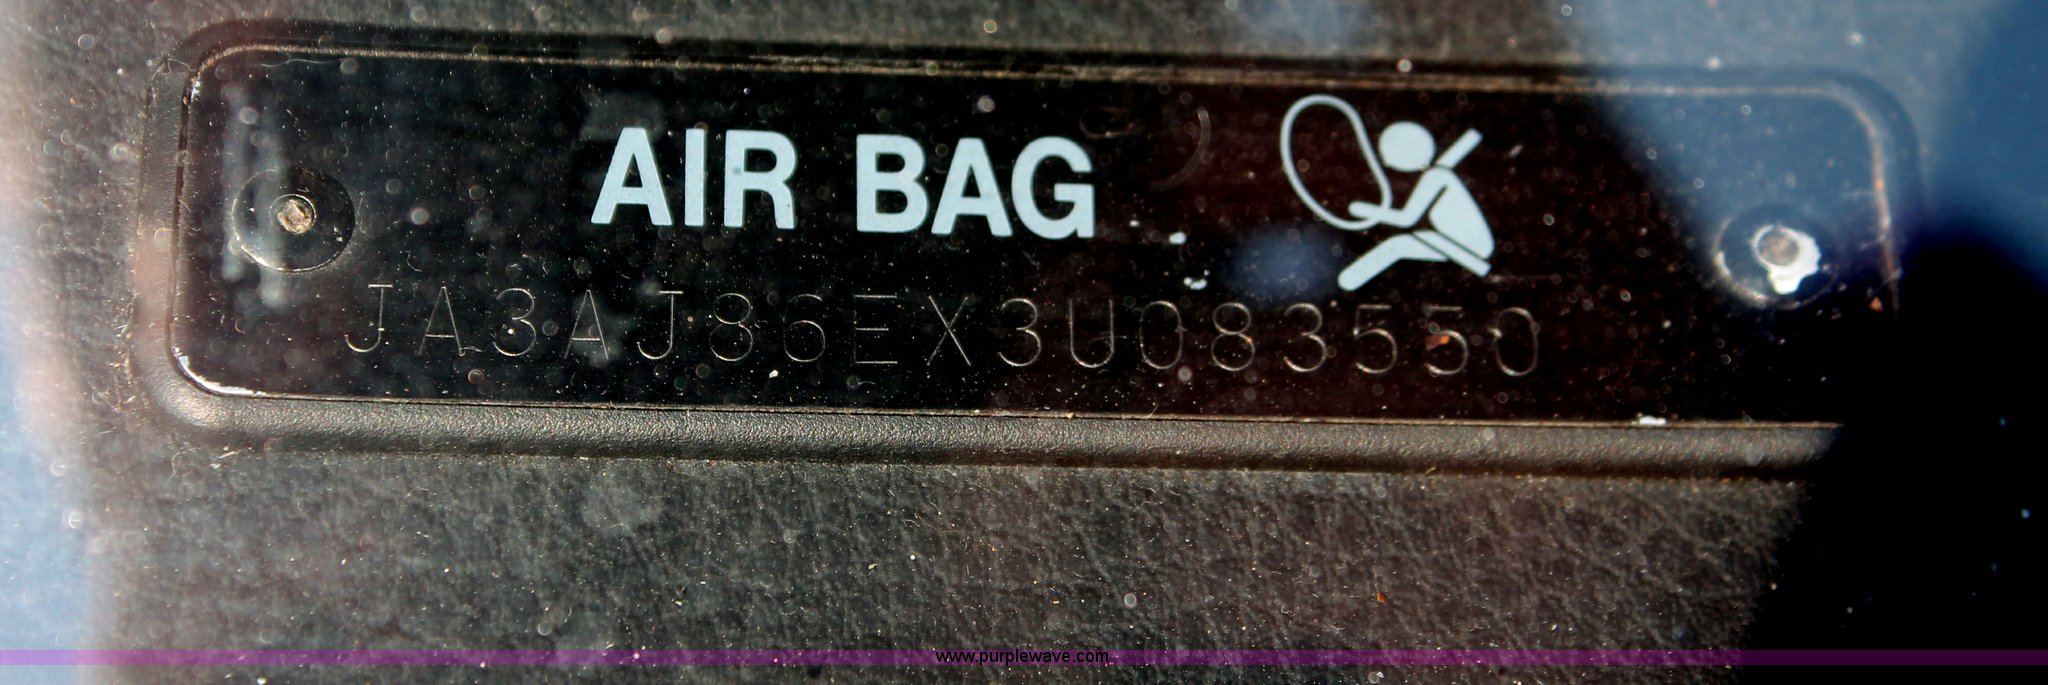 AIR BAG
JA3AJ86EX3U083550
www.purplewave.com